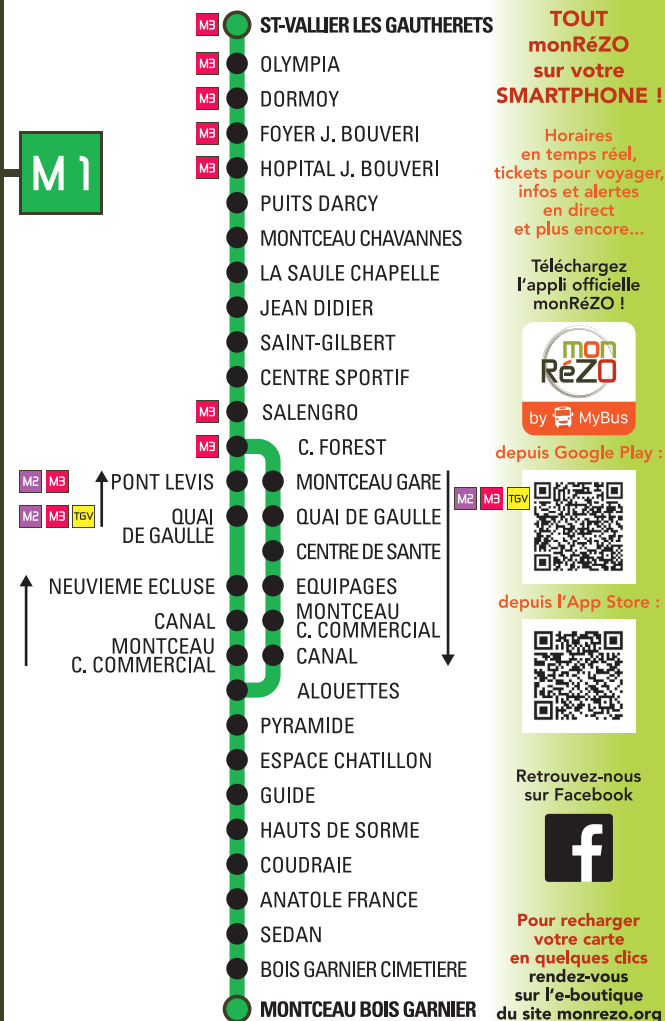 M1
M3 ST-VALLIER LES GAUTHERETS
M3 OLYMPIA
M3 DORMOY
M3 FOYER J. BOUVERI
M3 HOPITAL J. BOUVERI
PUITS DARCY
MONTCEAU CHAVANNES
LA SAULE CHAPELLE
JEAN DIDIER
SAINT-GILBERT
CENTRE SPORTIF
M3 SALENGRO
M3 C. FOREST
M2 M3 PONT LEVIS
M2 M3 TGV QUAI
DE GAULLE
NEUVIEME ECLUSE
CANAL
MONTCEAU
C. COMMERCIAL
MONTCEAU GARE
M2 M3 TGV
QUAI DE GAULLE
CENTRE DE SANTE
EQUIPAGES
MONTCEAU
C. COMMERCIAL
CANAL
ALOUETTES
PYRAMIDE
ESPACE CHATILLON
GUIDE
HAUTS DE SORME
COUDRAIE
ANATOLE FRANCE
SEDAN
BOIS GARNIER CIMETIERE
MONTCEAU BOIS GARNIER
TOUT
monRéZO
sur votre
SMARTPHONE !
Horaires
en temps réel,
tickets pour voyager,
infos et alertes
en direct
et plus encore...
Téléchargez
l'appli officielle
monRéZO !
mon
RéZO
by MyBus
depuis Google Play :
depuis l'App Store :
Retrouvez-nous
sur Facebook
f
Pour recharger
votre carte
en quelques clics
rendez-vous
sur l'e-boutique
du site monrezo.org